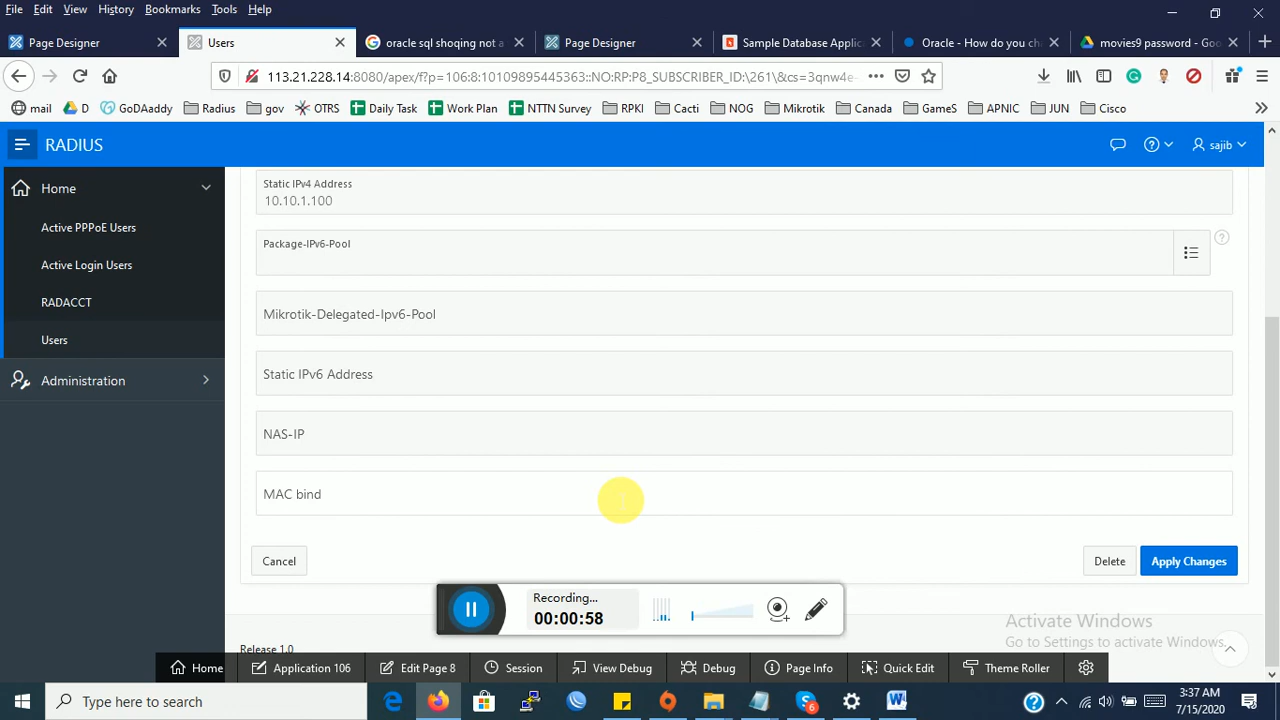 File Edit View History Bookmarks Tools Help
Page Designer
Users
oracle sql shoqing not a
Page Designer
Sample Database Applic
Oracle - How do you cha
movies9 password - Goo
113.21.228.14:8080/apex/f?p=106:8:10109895445363::NO:RP:P8_SUBSCRIBER_ID:\261\&cs=3qnw4e-
mail D GoDAaddy Radius gov OTRS Daily Task Work Plan NTTN Survey RPKI Cacti NOG Mikrotik Canada GameS APNIC JUN Cisco
RADIUS
sajib
Home
Active PPPoE Users
Active Login Users
RADACCT
Users
Administration
Static IPv4 Address
10.10.1.100
Package-IPv6-Pool
Mikrotik-Delegated-Ipv6-Pool
Static IPv6 Address
NAS-IP
MAC bind
Cancel
Delete
Apply Changes
Recording...
00:00:58
Activate Windows
Go to Settings to activate Windows.
Release 1.0
Home Application 106 Edit Page 8 Session View Debug Debug Page Info Quick Edit Theme Roller
Type here to search
6
3:37 AM
7/15/2020